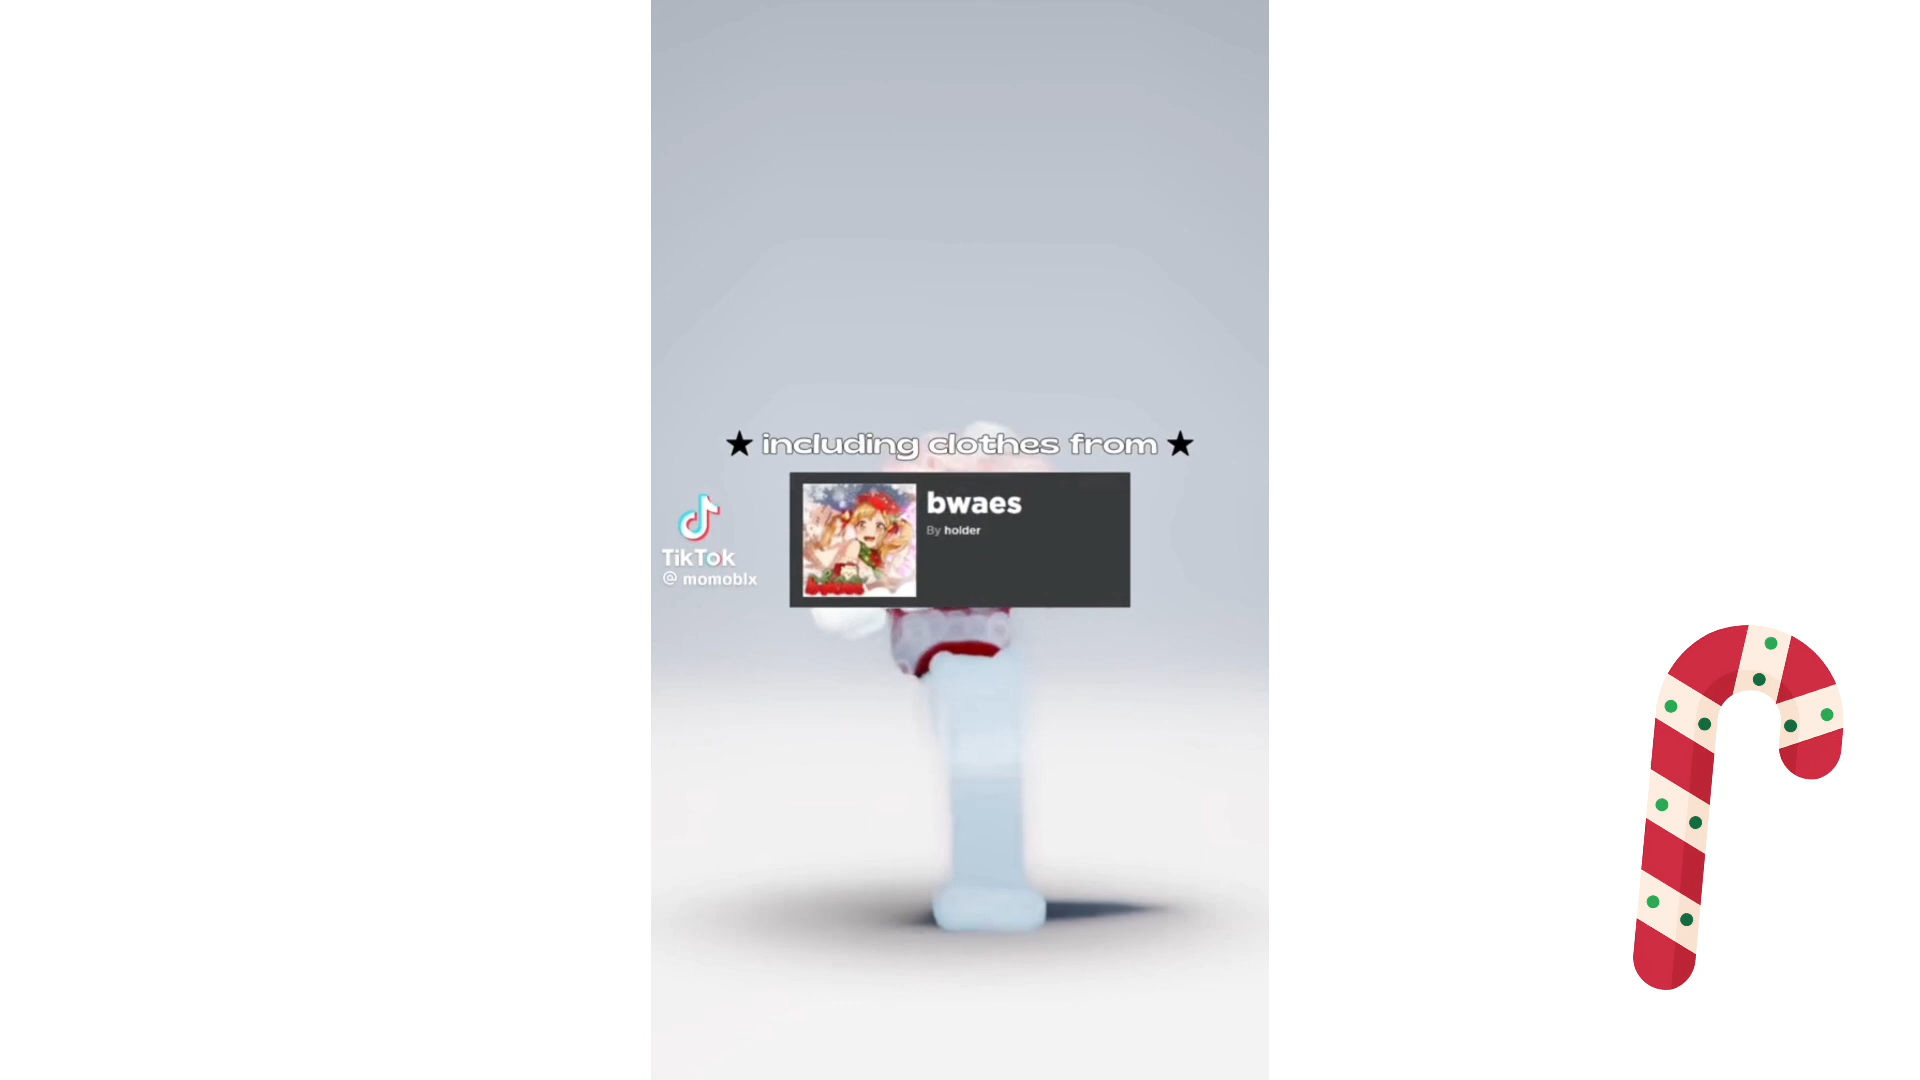 ★ including clothes from ★
bwaes
By holder
TikTok
@ momoblx